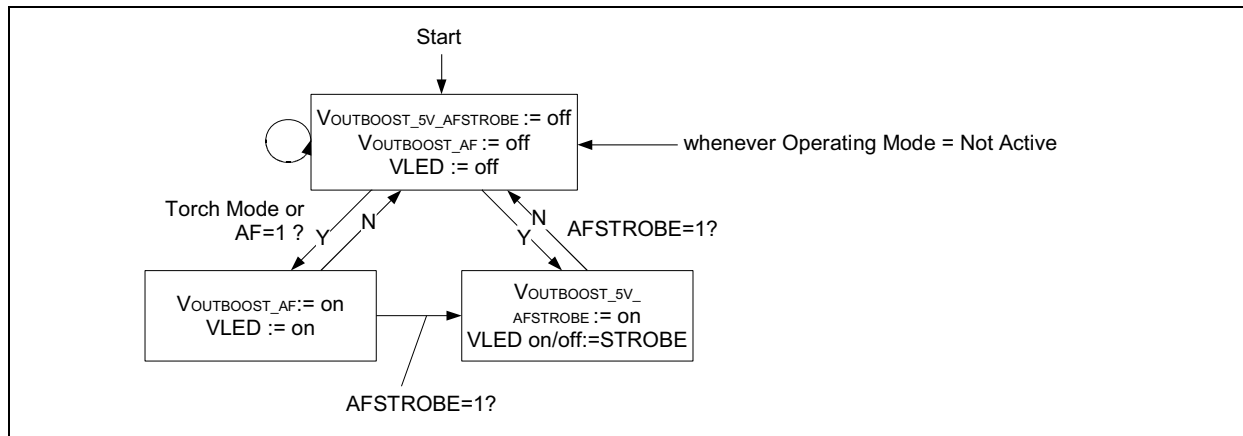 Start
VOUTBOOST_5V_AFSTROBE := off
VOUTBOOST_AF := off
VLED := off
whenever Operating Mode = Not Active
Torch Mode or
AF=1 ?
Y
N
Y
N
AFSTROBE=1?
VOUTBOOST_AF:= on
VLED := on
VOUTBOOST_5V_
AFSTROBE := on
VLED on/off:=STROBE
AFSTROBE=1?